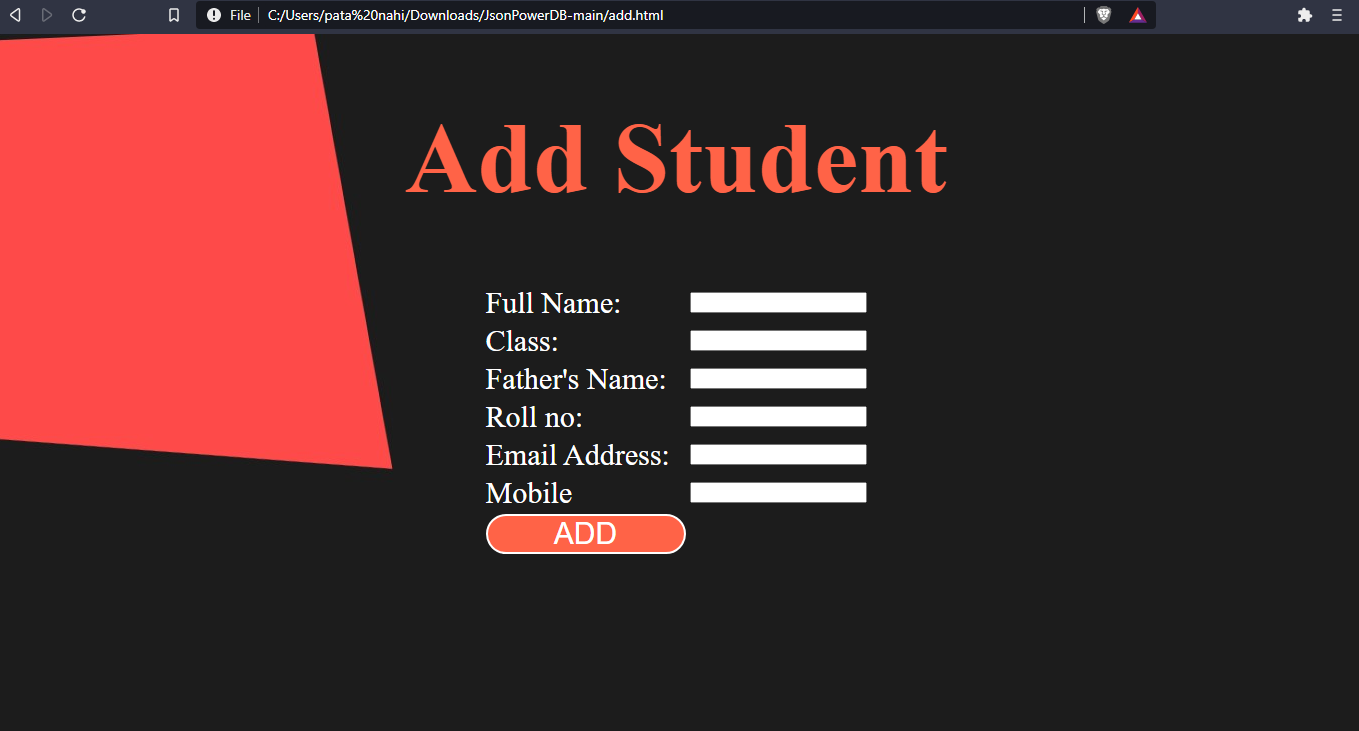 File C:/Users/pata%20nahi/Downloads/JsonPowerDB-main/add.html
Add Student
Full Name:
Class:
Father's Name:
Roll no:
Email Address:
Mobile
ADD